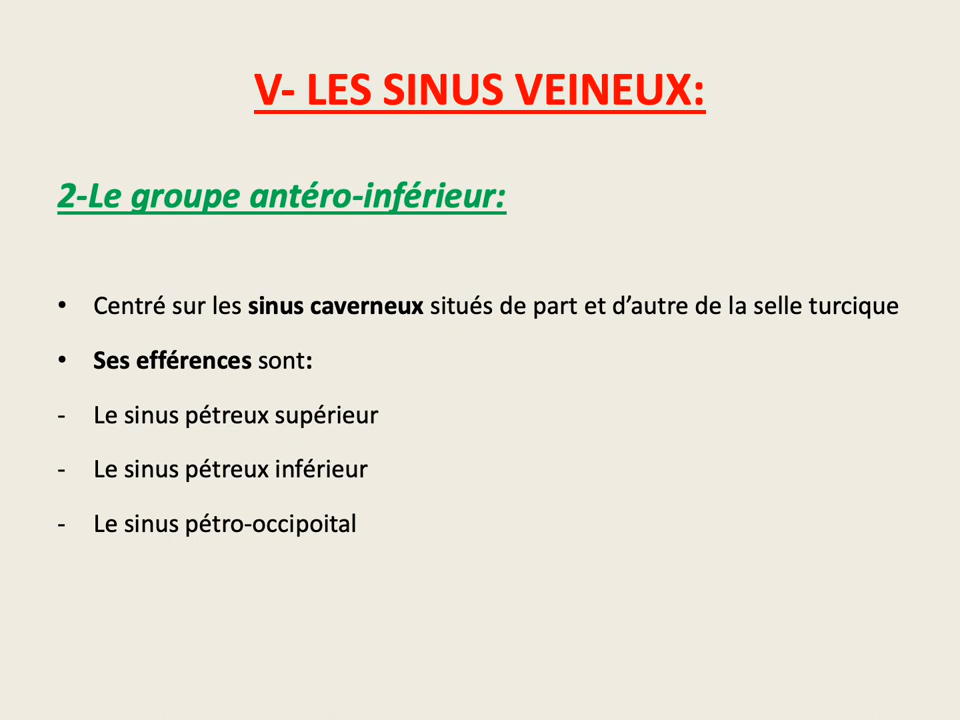 V- LES SINUS VEINEUX:
2-Le groupe antéro-inférieur:
• Centré sur les sinus caverneux situés de part et d’autre de la selle turcique
• Ses efférences sont:
- Le sinus pétreux supérieur
- Le sinus pétreux inférieur
- Le sinus pétro-occipoital